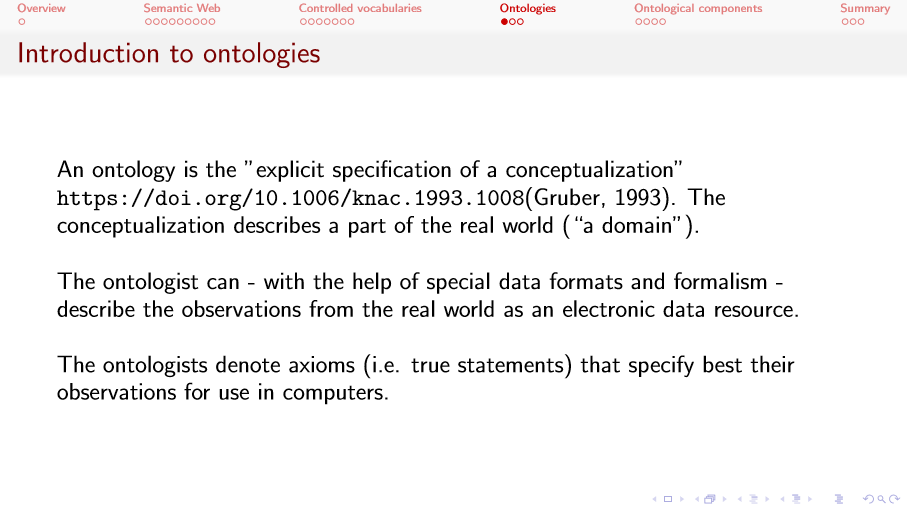 Overview Semantic Web Controlled vocabularies Ontologies Ontological components Summary
Introduction to ontologies
An ontology is the ”explicit specification of a conceptualization”
https://doi.org/10.1006/knac.1993.1008(Gruber, 1993). The
conceptualization describes a part of the real world (“a domain”).
The ontologist can - with the help of special data formats and formalism -
describe the observations from the real world as an electronic data resource.
The ontologists denote axioms (i.e. true statements) that specify best their
observations for use in computers.